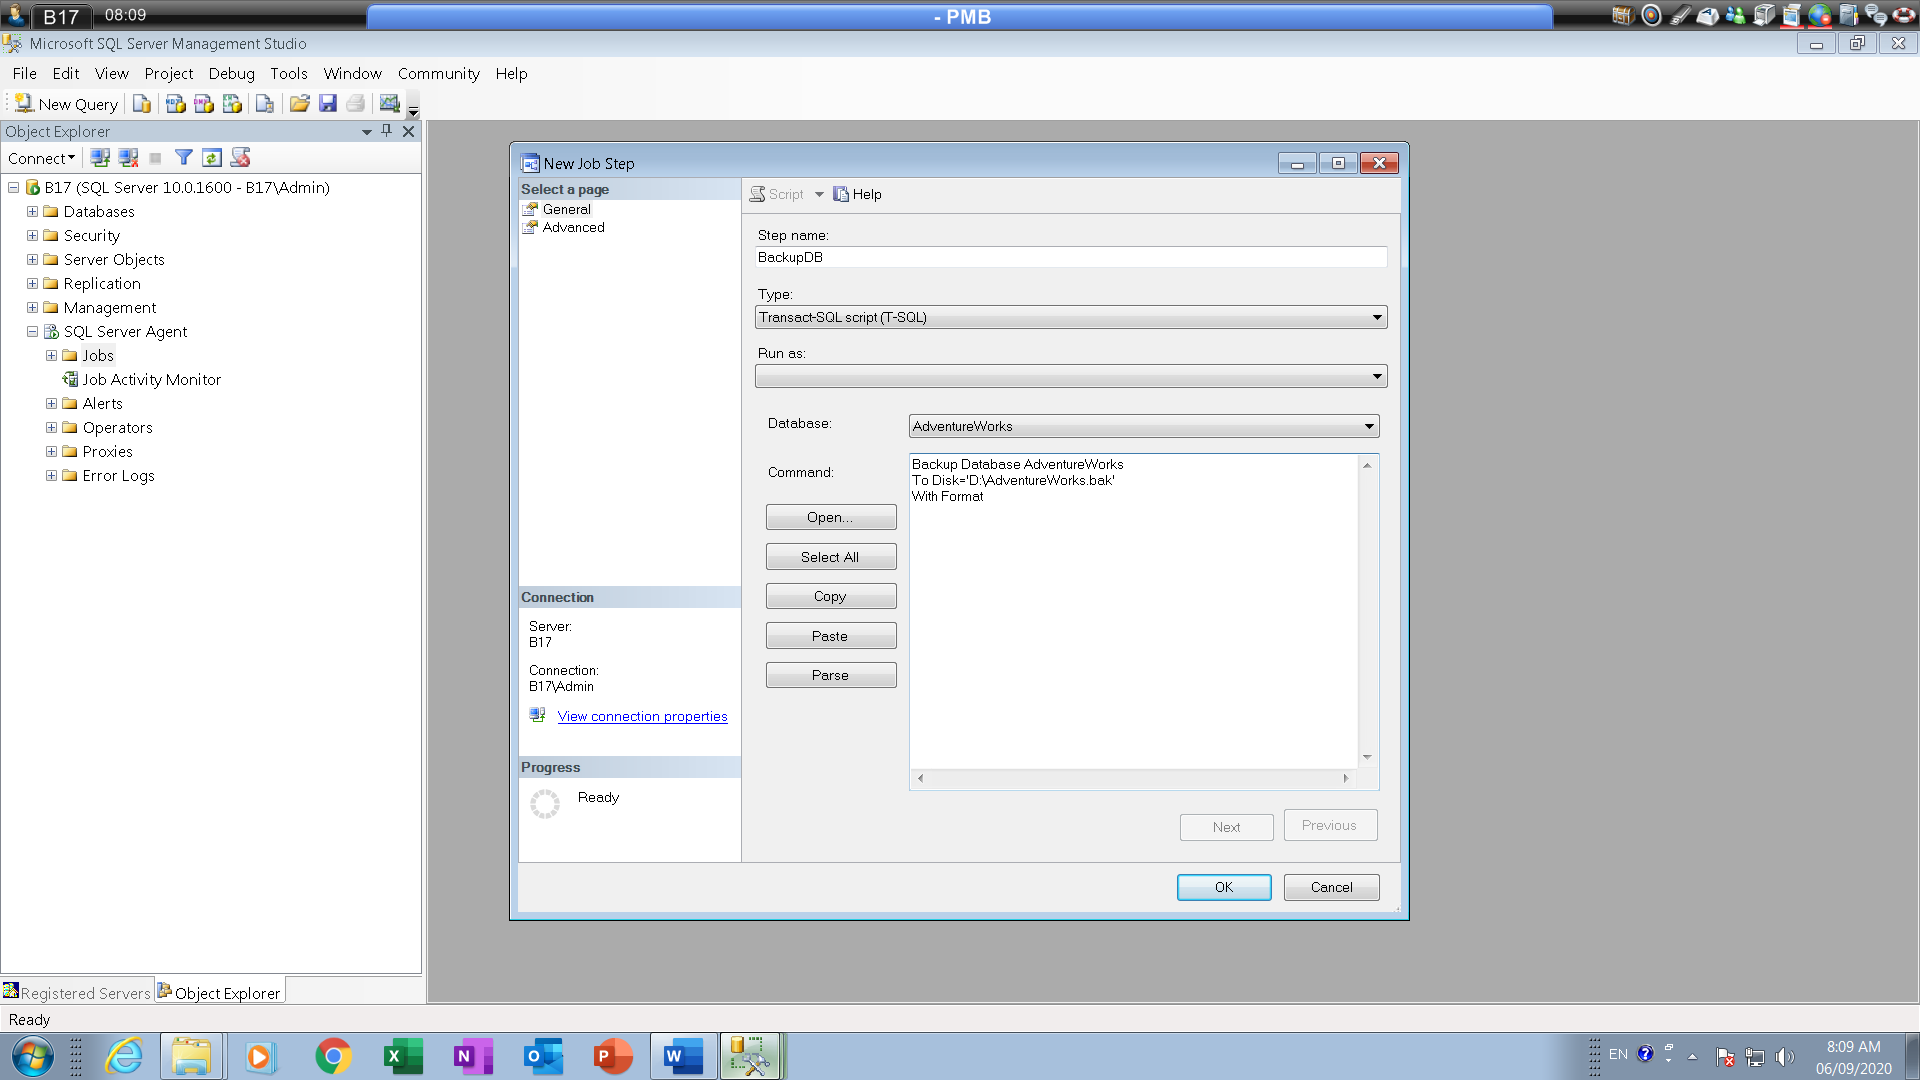 B17
08:09
- PMB
Microsoft SQL Server Management Studio
File Edit View Project Debug Tools Window Community Help
New Query
Object Explorer
Connect
B17 (SQL Server 10.0.1600 - B17\Admin)
Databases
Security
Server Objects
Replication
Management
SQL Server Agent
Jobs
Job Activity Monitor
Alerts
Operators
Proxies
Error Logs
Registered Servers
Object Explorer
Ready
New Job Step
Select a page
General
Advanced
Connection
Server:
B17
Connection:
B17\Admin
View connection properties
Progress
Ready
Script
Help
Step name:
BackupDB
Type:
Transact-SQL script (T-SQL)
Run as:
Database:
AdventureWorks
Command:
Backup Database AdventureWorks
To Disk='D:\AdventureWorks.bak'
With Format
Open...
Select All
Copy
Paste
Parse
Next
Previous
OK
Cancel
EN
8:09 AM
06/09/2020